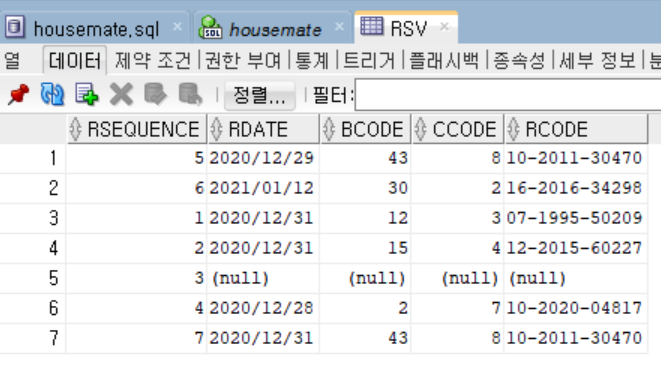 housemate.sql × housemate × RSV ×
열 데이터 제약 조건 | 권한 부여 | 통계 | 트리거 | 플래시백 | 종속성 | 세부 정보 |
정렬... 필터:
RSEQUENCE RDATE BCODE CCODE RCODE
1 5 2020/12/29 43 8 10-2011-30470
2 6 2021/01/12 30 2 16-2016-34298
3 1 2020/12/31 12 3 07-1995-50209
4 2 2020/12/31 15 4 12-2015-60227
5 3 (null) (null) (null) (null)
6 4 2020/12/28 2 7 10-2020-04817
7 7 2020/12/31 43 8 10-2011-30470